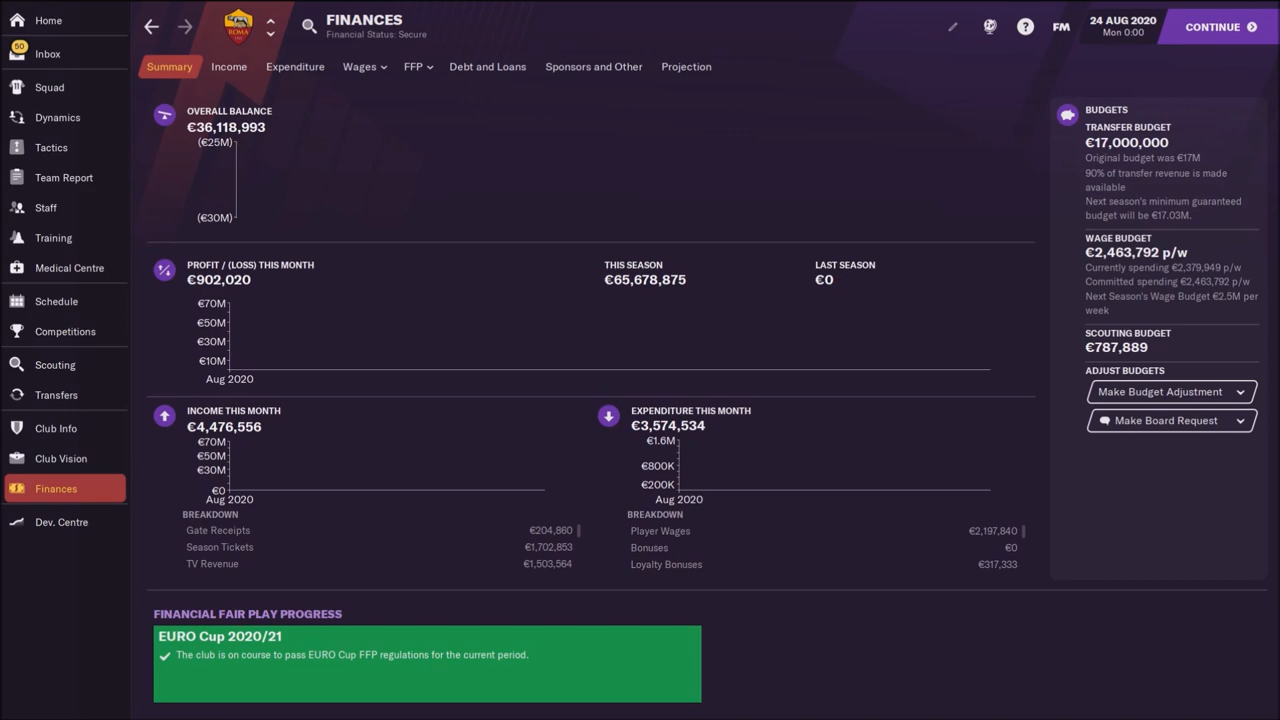 Home
50
Inbox
Squad
Dynamics
Tactics
Team Report
Staff
Training
Medical Centre
Schedule
Competitions
Scouting
Transfers
Club Info
Club Vision
Finances
Dev. Centre
ROMA
FINANCES
Financial Status: Secure
?
FM
24 AUG 2020
Mon 0:00
CONTINUE
Summary
Income
Expenditure
Wages
FFP
Debt and Loans
Sponsors and Other
Projection
OVERALL BALANCE
€36,118,993
(€25M)
(€30M)
PROFIT / (LOSS) THIS MONTH
€902,020
THIS SEASON
€65,678,875
LAST SEASON
€0
€70M
€50M
€30M
€10M
Aug 2020
INCOME THIS MONTH
€4,476,556
€70M
€50M
€30M
€0
Aug 2020
BREAKDOWN
Gate Receipts €204,860
Season Tickets €1,702,853
TV Revenue €1,503,564
EXPENDITURE THIS MONTH
€3,574,534
€1.6M
€800K
€200K
Aug 2020
BREAKDOWN
Player Wages €2,197,840
Bonuses €0
Loyalty Bonuses €317,333
FINANCIAL FAIR PLAY PROGRESS
EURO Cup 2020/21
The club is on course to pass EURO Cup FFP regulations for the current period.
BUDGETS
TRANSFER BUDGET
€17,000,000
Original budget was €17M
90% of transfer revenue is made
available
Next season's minimum guaranteed
budget will be €17.03M.
WAGE BUDGET
€2,463,792 p/w
Currently spending €2,379,949 p/w
Committed spending €2,463,792 p/w
Next Season's Wage Budget €2.5M per
week
SCOUTING BUDGET
€787,889
ADJUST BUDGETS
Make Budget Adjustment
Make Board Request